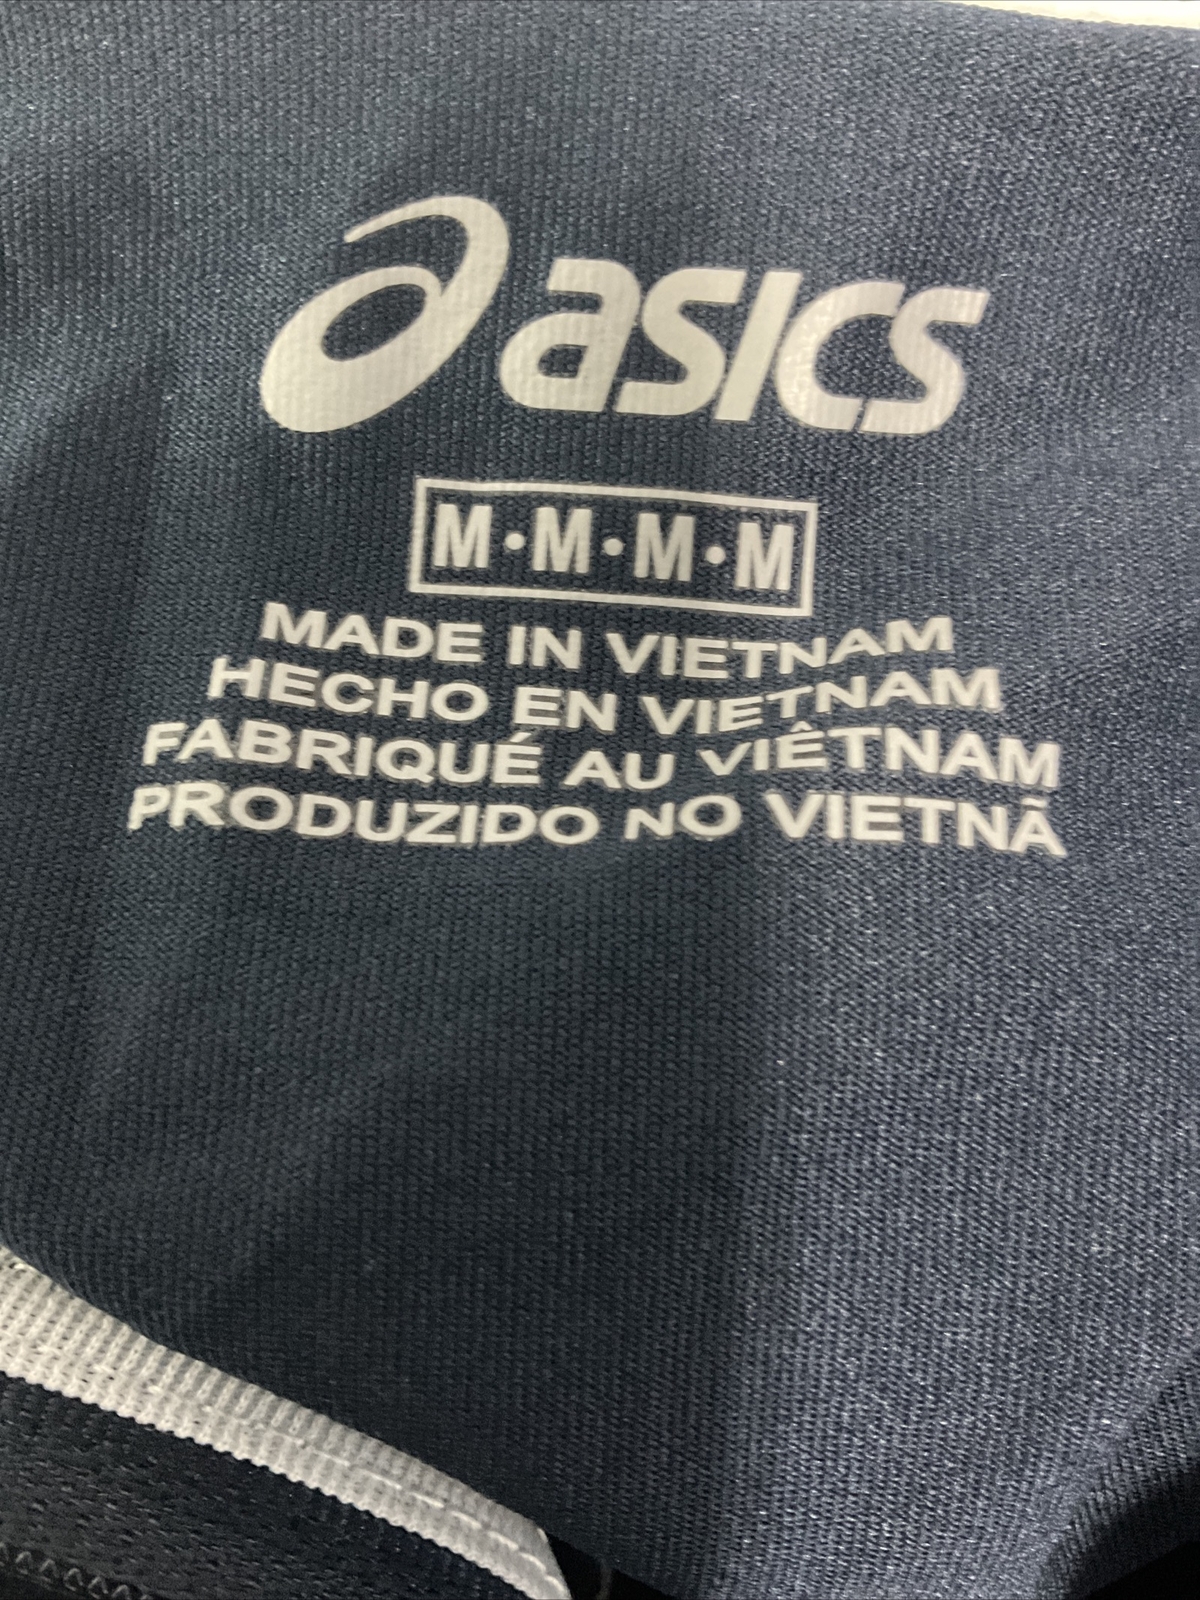 asics
M·M·M·M
MADE IN VIETNAM
HECHO EN VIETNAM
FABRIQUÉ AU VIÊTNAM
PRODUZIDO NO VIETNÃ